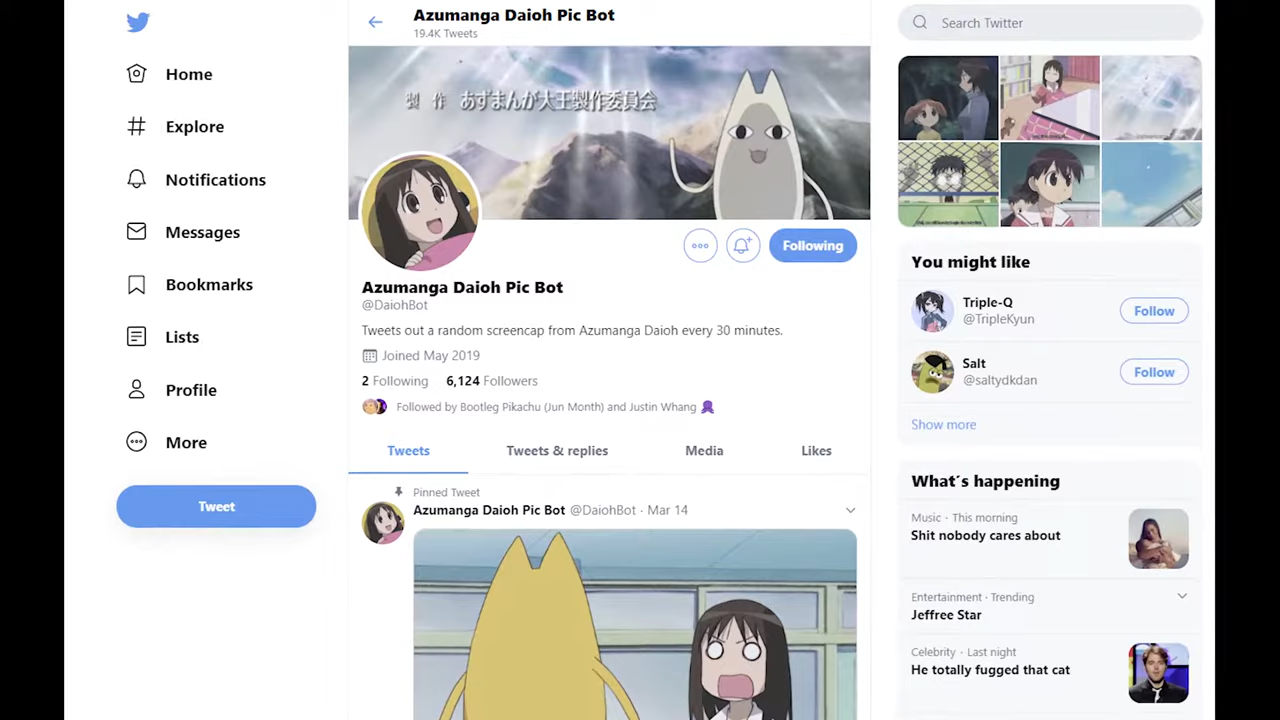 Home
Explore
Notifications
Messages
Bookmarks
Lists
Profile
More
Tweet
Azumanga Daioh Pic Bot
19.4K Tweets
製 作 あずまんが大王製作委員会
Following
Azumanga Daioh Pic Bot
@DaiohBot
Tweets out a random screencap from Azumanga Daioh every 30 minutes.
Joined May 2019
2 Following 6,124 Followers
Followed by Bootleg Pikachu (Jun Month) and Justin Whang
Tweets Tweets & replies Media Likes
Pinned Tweet
Azumanga Daioh Pic Bot @DaiohBot · Mar 14
Search Twitter
You might like
Triple-Q
@TripleKyun
Follow
Salt
@saltydkdan
Follow
Show more
What's happening
Music · This morning
Shit nobody cares about
Entertainment · Trending
Jeffree Star
Celebrity · Last night
He totally fugged that cat